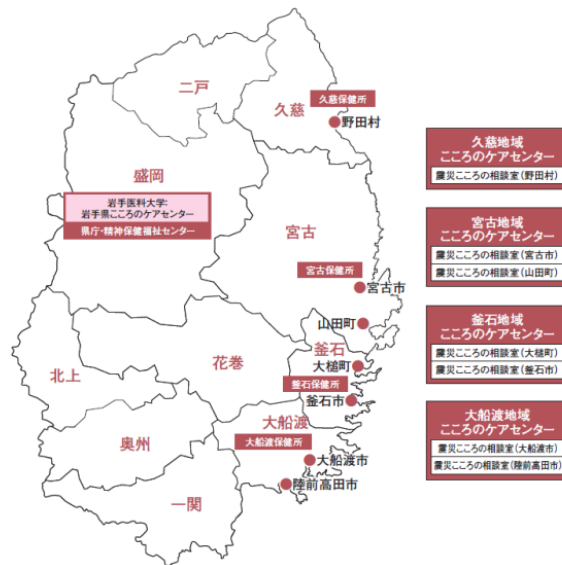 二戸
久慈
久慈保健所
野田村
盛岡
岩手医科大学:
岩手県こころのケアセンター
県庁・精神保健福祉センター
宮古
宮古保健所
宮古市
山田町
釜石
大槌町
釜石保健所
釜石市
花巻
北上
大船渡
大船渡保健所
大船渡市
陸前高田市
奥州
一関
久慈地域
こころのケアセンター
震災こころの相談室(野田村)
宮古地域
こころのケアセンター
震災こころの相談室(宮古市)
震災こころの相談室(山田町)
釜石地域
こころのケアセンター
震災こころの相談室(大槌町)
震災こころの相談室(釜石市)
大船渡地域
こころのケアセンター
震災こころの相談室(大船渡市)
震災こころの相談室(陸前高田市)